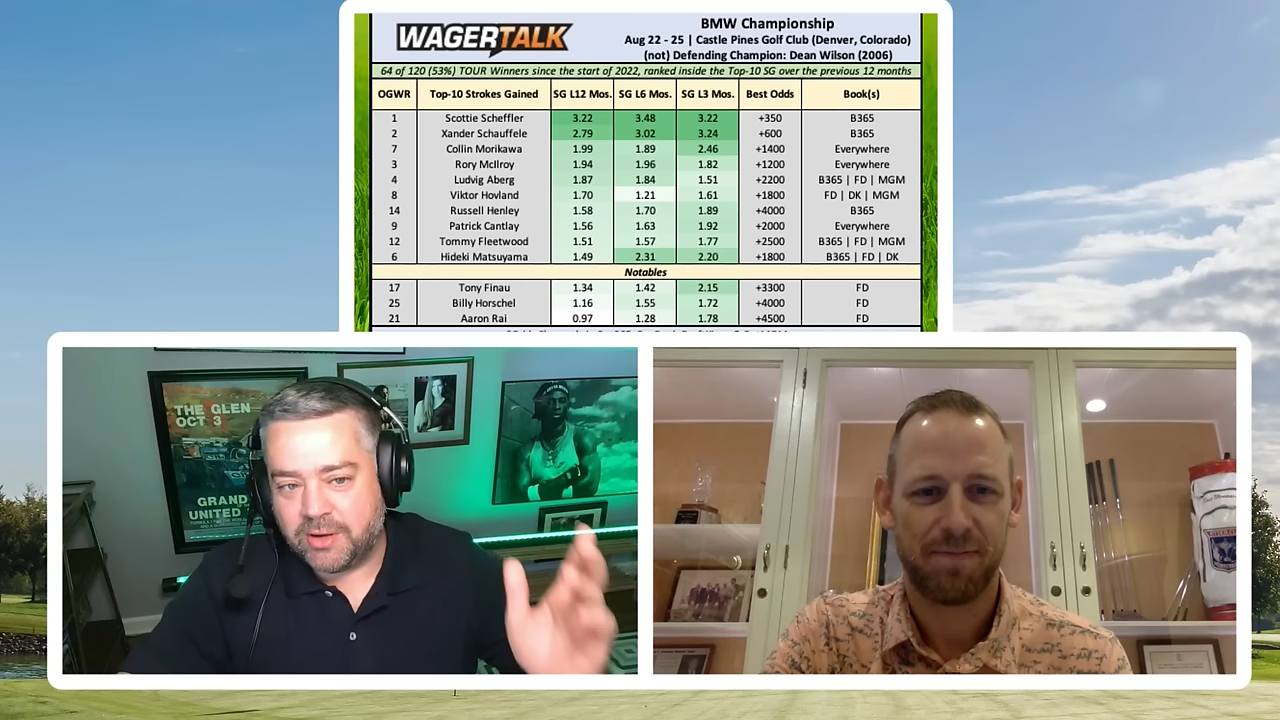 WAGERTALK
BMW Championship
Aug 22 - 25 | Castle Pines Golf Club (Denver, Colorado)
(not) Defending Champion: Dean Wilson (2006)
64 of 120 (53%) TOUR Winners since the start of 2022, ranked inside the Top-10 SG over the previous 12 months
OGWR Top-10 Strokes Gained SG L12 Mos. SG L6 Mos. SG L3 Mos. Best Odds Book(s)
1 Scottie Scheffler 3.22 3.48 3.22 +350 B365
2 Xander Schauffele 2.79 3.02 3.24 +600 B365
7 Collin Morikawa 1.99 1.89 2.46 +1400 Everywhere
3 Rory McIlroy 1.94 1.96 1.82 +1200 Everywhere
4 Ludvig Aberg 1.87 1.84 1.51 +2200 B365 | FD | MGM
8 Viktor Hovland 1.70 1.21 1.61 +1800 FD | DK | MGM
14 Russell Henley 1.58 1.70 1.89 +4000 B365
9 Patrick Cantlay 1.56 1.63 1.92 +2000 Everywhere
12 Tommy Fleetwood 1.51 1.57 1.77 +2500 B365 | FD | MGM
6 Hideki Matsuyama 1.49 2.31 2.20 +1800 B365 | FD | DK
Notables
17 Tony Finau 1.34 1.42 2.15 +3300 FD
25 Billy Horschel 1.16 1.55 1.72 +4000 FD
21 Aaron Rai 0.97 1.28 1.78 +4500 FD
THE GLEN
OCT 3
GRAND
UNITED